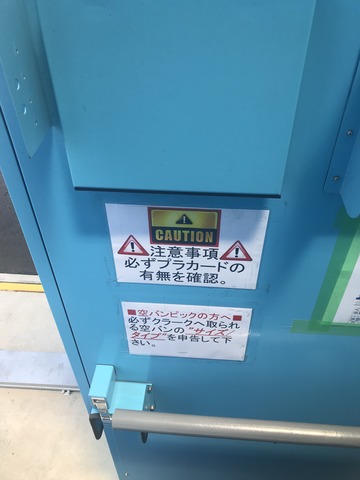 CAUTION
注意事項
必ずプラカードの
有無を確認。
■空バンピックの方へ■
必ずクラークへ取られ
る空バンの"サイズ/
タイプ"を申告して下
さい。